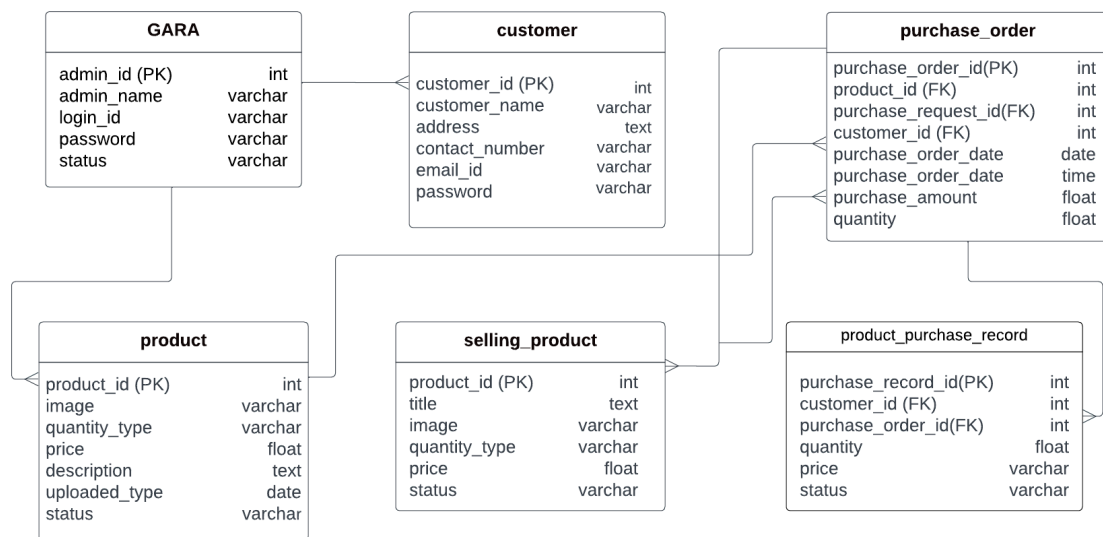 GARA
admin_id (PK) int
admin_name varchar
login_id varchar
password varchar
status varchar
customer
customer_id (PK) int
customer_name varchar
address text
contact_number varchar
email_id varchar
password varchar
purchase_order
purchase_order_id(PK) int
product_id (FK) int
purchase_request_id(FK) int
customer_id (FK) int
purchase_order_date date
purchase_order_date time
purchase_amount float
quantity float
product
product_id (PK) int
image varchar
quantity_type varchar
price float
description text
uploaded_type date
status varchar
selling_product
product_id (PK) int
title text
image varchar
quantity_type varchar
price float
status varchar
product_purchase_record
purchase_record_id(PK) int
customer_id (FK) int
purchase_order_id(FK) int
quantity float
price varchar
status varchar